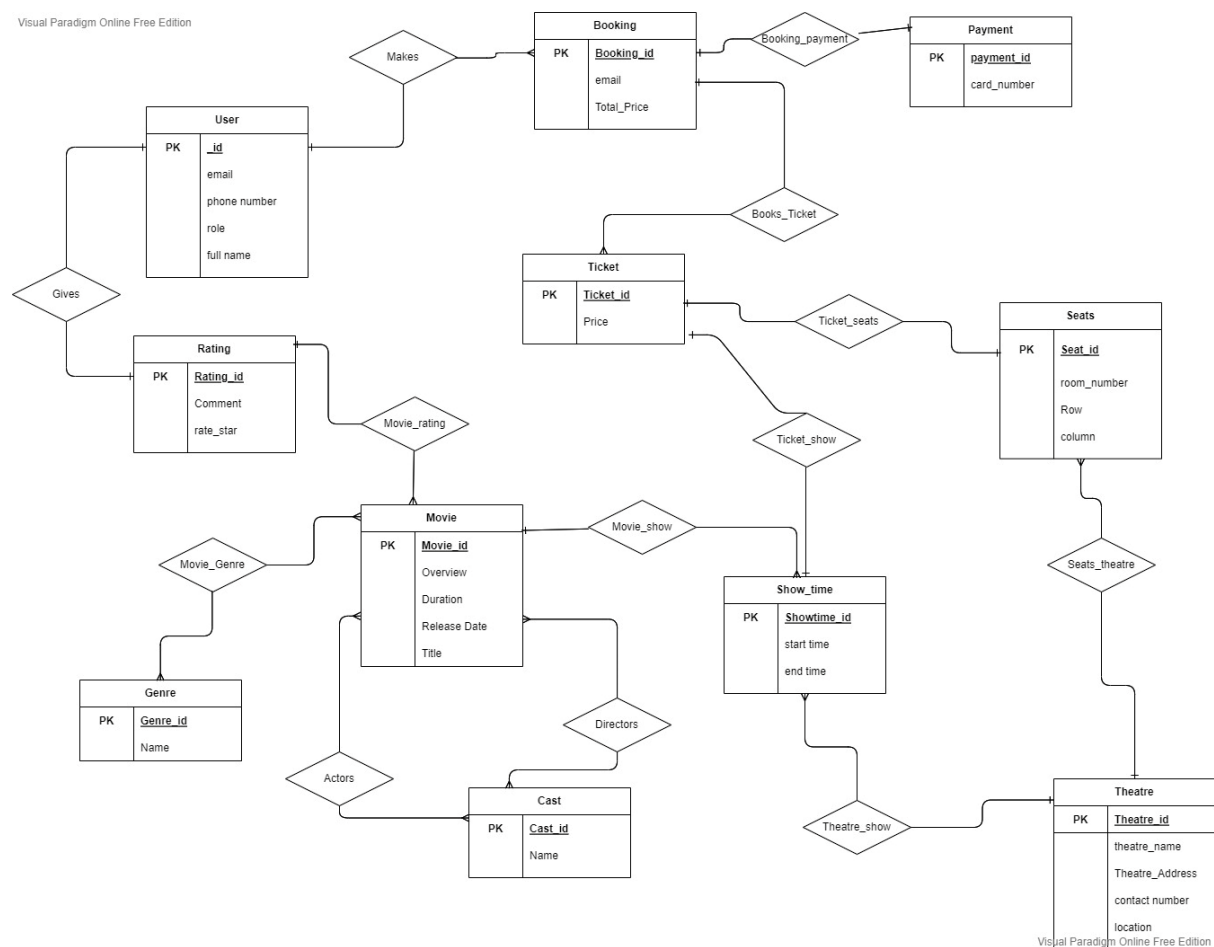 Visual Paradigm Online Free Edition
Booking
PK Booking_id
email
Total_Price
Makes
Booking_payment
Payment
PK payment_id
card_number
User
PK _id
email
phone number
role
full name
Books_Ticket
Gives
Ticket
PK Ticket_id
Price
Ticket_seats
Seats
PK Seat_id
room_number
Row
column
Rating
PK Rating_id
Comment
rate_star
Movie_rating
Ticket_show
Movie
PK Movie_id
Overview
Duration
Release Date
Title
Movie_show
Movie_Genre
Seats_theatre
Show_time
PK Showtime_id
start time
end time
Genre
PK Genre_id
Name
Directors
Actors
Cast
PK Cast_id
Name
Theatre_show
Theatre
PK Theatre_id
theatre_name
Theatre_Address
contact number
location
Visual Paradigm Online Free Edition